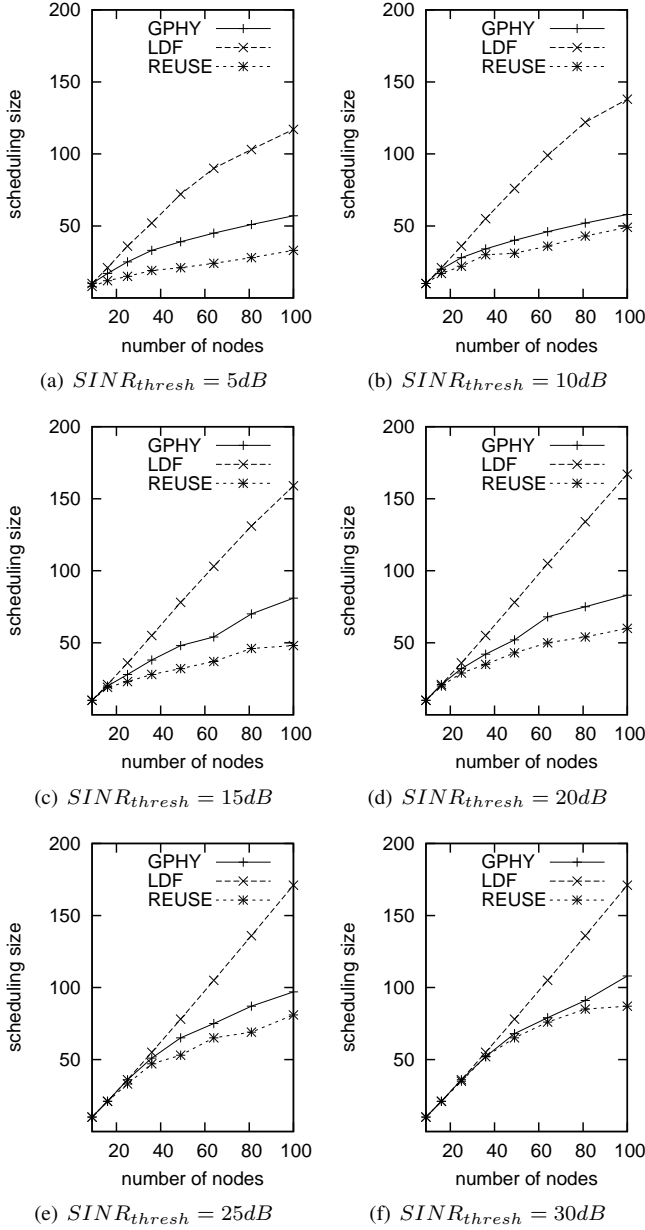 200
150
100
50
scheduling size
GPHY
LDF
REUSE
20 40 60 80 100
number of nodes
(a) SINR_thresh = 5dB
200
150
100
50
scheduling size
GPHY
LDF
REUSE
20 40 60 80 100
number of nodes
(b) SINR_thresh = 10dB
200
150
100
50
scheduling size
GPHY
LDF
REUSE
20 40 60 80 100
number of nodes
(c) SINR_thresh = 15dB
200
150
100
50
scheduling size
GPHY
LDF
REUSE
20 40 60 80 100
number of nodes
(d) SINR_thresh = 20dB
200
150
100
50
scheduling size
GPHY
LDF
REUSE
20 40 60 80 100
number of nodes
(e) SINR_thresh = 25dB
200
150
100
50
scheduling size
GPHY
LDF
REUSE
20 40 60 80 100
number of nodes
(f) SINR_thresh = 30dB